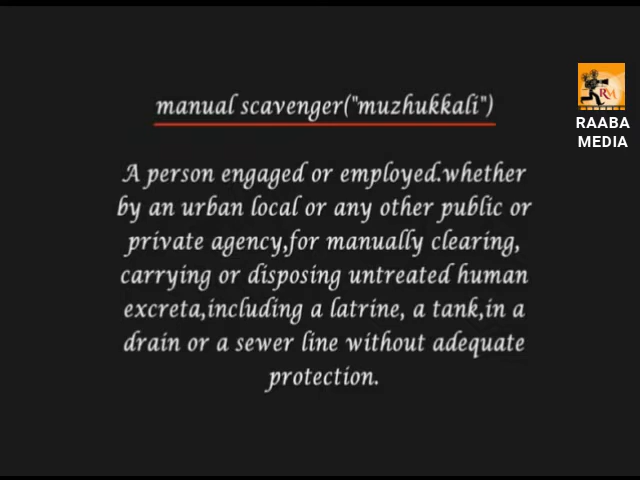 manual scavenger("muzhukkali")
A person engaged or employed.whether
by an urban local or any other public or
private agency,for manually clearing,
carrying or disposing untreated human
excreta,including a latrine, a tank,in a
drain or a sewer line without adequate
protection.
RM
RAABA
MEDIA